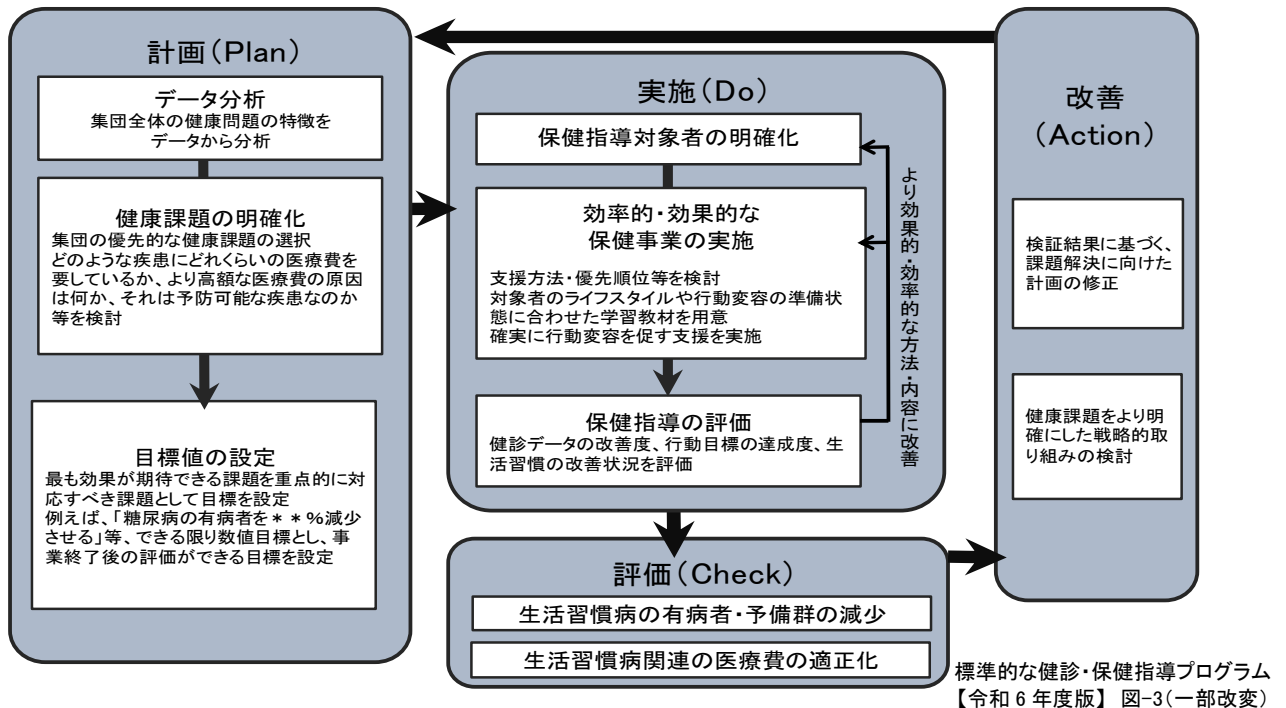 計画(Plan)
データ分析
集団全体の健康問題の特徴を
データから分析
健康課題の明確化
集団の優先的な健康課題の選択
どのような疾患にどれくらいの医療費を
要しているか、より高額な医療費の原因
は何か、それは予防可能な疾患なのか
等を検討
目標値の設定
最も効果が期待できる課題を重点的に対
応すべき課題として目標を設定
例えば、「糖尿病の有病者を＊＊%減少
させる」等、できる限り数値目標とし、事
業終了後の評価ができる目標を設定
実施(Do)
保健指導対象者の明確化
効率的・効果的な
保健事業の実施
支援方法・優先順位等を検討
対象者のライフスタイルや行動変容の準備状
態に合わせた学習教材を用意
確実に行動変容を促す支援を実施
保健指導の評価
健診データの改善度、行動目標の達成度、生
活習慣の改善状況を評価
より効果的・効率的な方法・内容に改善
評価(Check)
生活習慣病の有病者・予備群の減少
生活習慣病関連の医療費の適正化
改善
(Action)
検証結果に基づく、
課題解決に向けた
計画の修正
健康課題をより明
確にした戦略的取
り組みの検討
標準的な健診・保健指導プログラム
【令和6年度版】 図-3(一部改変)